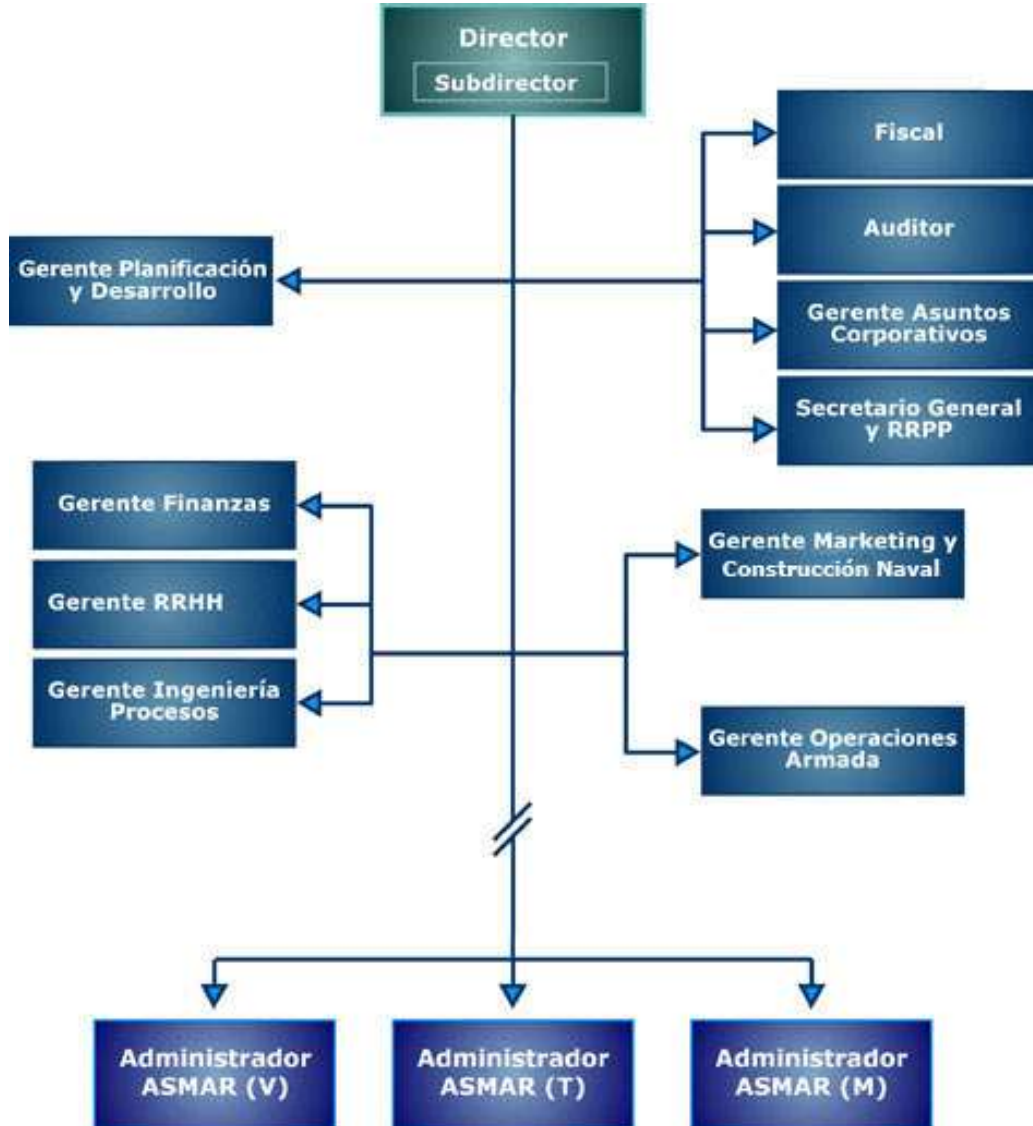 Director
Subdirector
Fiscal
Auditor
Gerente Planificación
y Desarrollo
Gerente Asuntos
Corporativos
Secretario General
y RRPP
Gerente Finanzas
Gerente RRHH
Gerente Ingeniería
Procesos
Gerente Marketing y
Construcción Naval
Gerente Operaciones
Armada
Administrador
ASMAR (V)
Administrador
ASMAR (T)
Administrador
ASMAR (M)